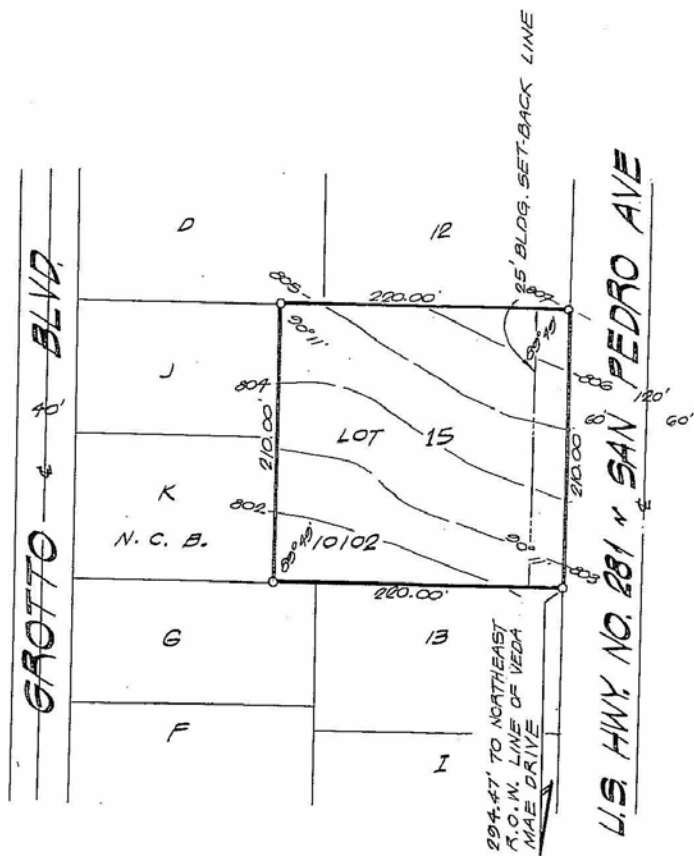 GROTTO BLVD.
40'
D
12
25' BLDG. SET-BACK LINE
805
220.00'
807
90°11'
89°49'
J
804
806
120'
60'
60'
210.00'
LOT 15
210.00
K
802
N. C. B.
10102
89°49'
803
220.00'
G
13
F
I
294.47' TO NORTHEAST
R.O.W. LINE OF VEDA
MAE DRIVE
U.S. HWY. NO. 281 N SAN PEDRO AVE